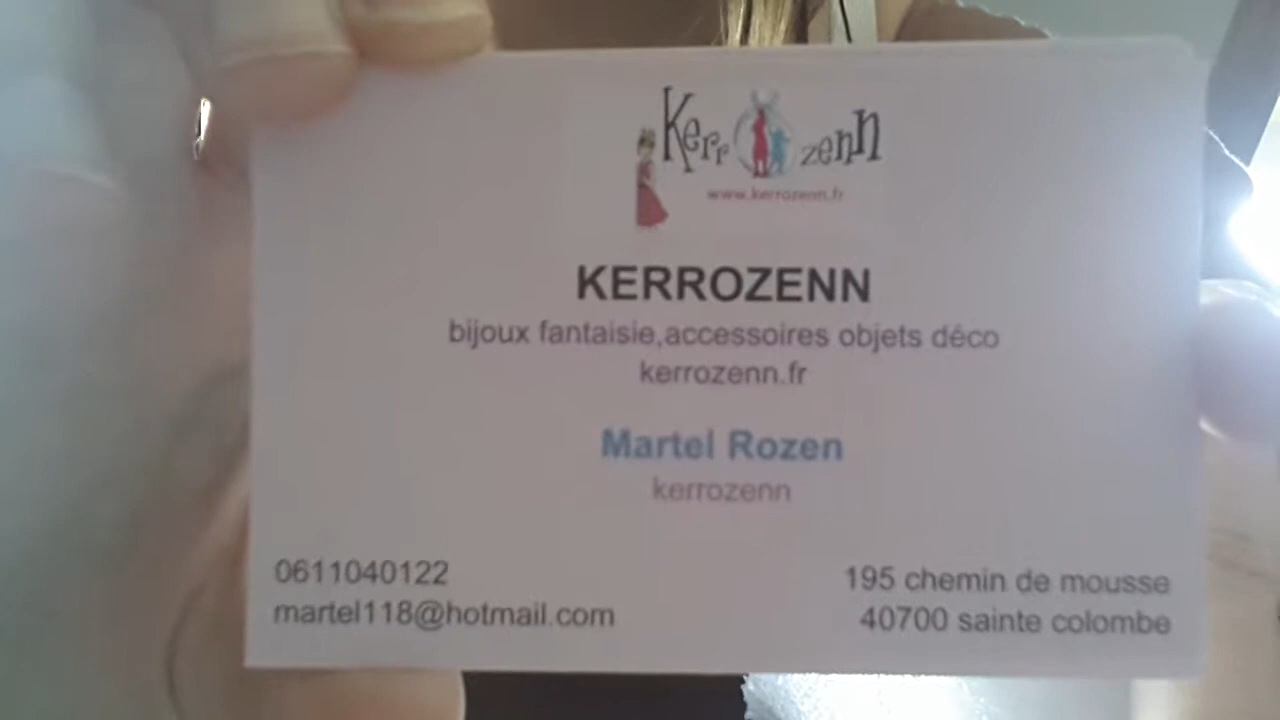 Kerrozenn
www.kerrozenn.fr
KERROZENN
bijoux fantaisie,accessoires objets déco
kerrozenn.fr
Martel Rozen
kerrozenn
0611040122
martel118@hotmail.com
195 chemin de mousse
40700 sainte colombe